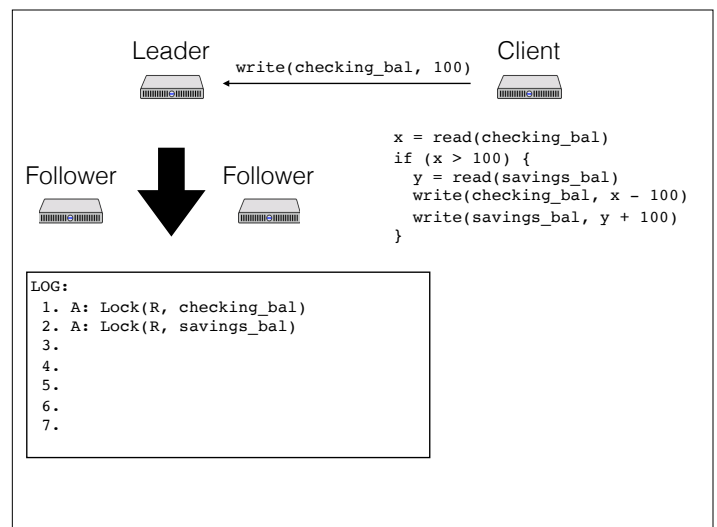 Leader
write(checking_bal, 100)
Client
Follower
Follower
x = read(checking_bal)
if (x > 100) {
  y = read(savings_bal)
  write(checking_bal, x - 100)
  write(savings_bal, y + 100)
}
LOG:
1. A: Lock(R, checking_bal)
2. A: Lock(R, savings_bal)
3.
4.
5.
6.
7.